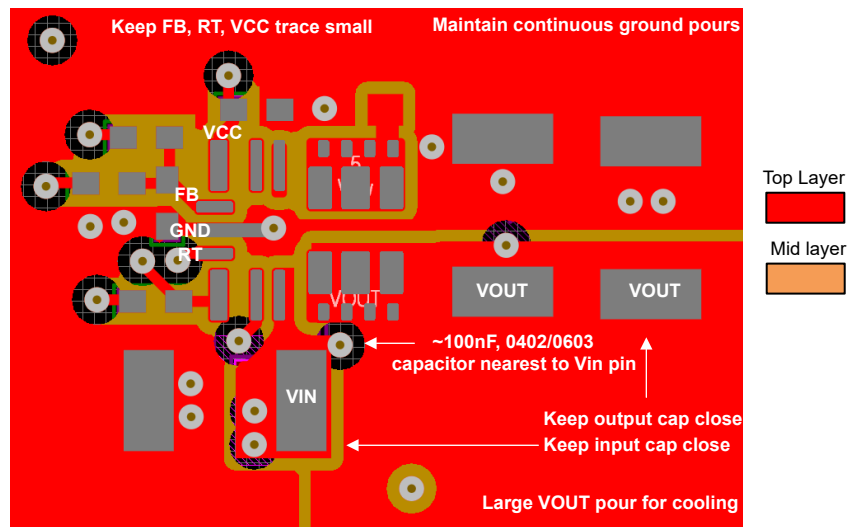 Keep FB, RT, VCC trace small
Maintain continuous ground pours
VCC
5
FB
GND
RT
VOUT
VOUT
VOUT
~100nF, 0402/0603
capacitor nearest to Vin pin
VIN
Keep output cap close
Keep input cap close
Large VOUT pour for cooling
Top Layer
Mid layer